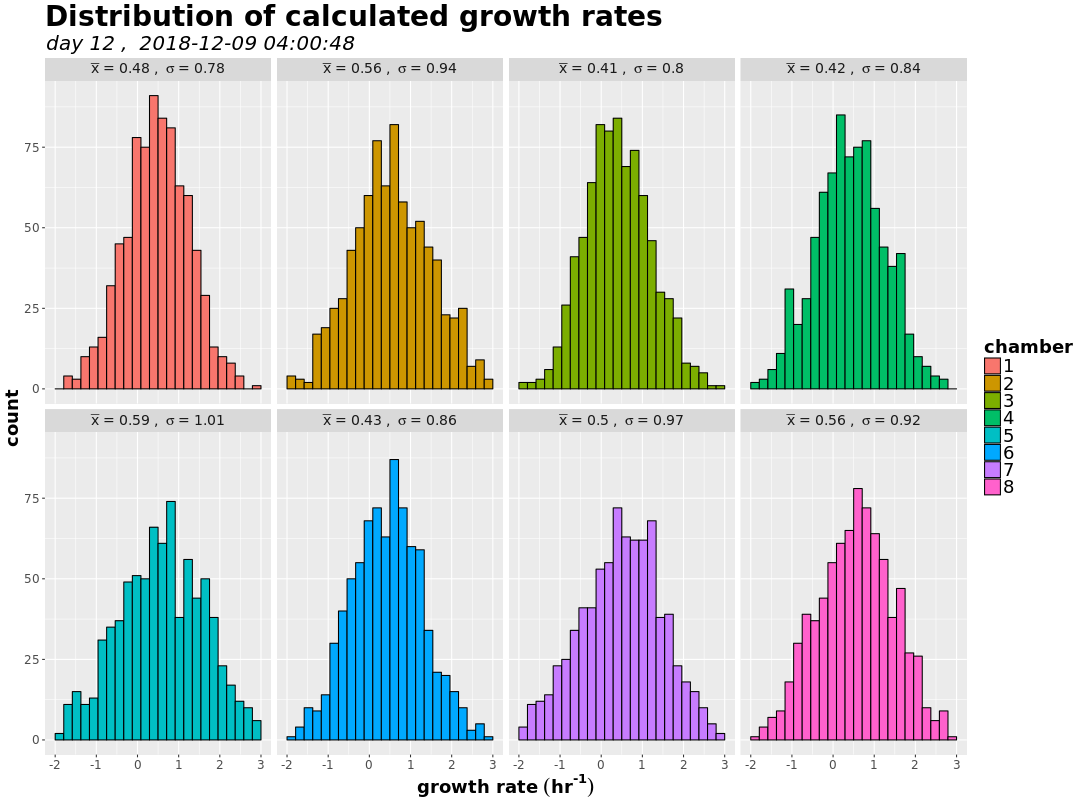 Distribution of calculated growth rates
day 12 , 2018-12-09 04:00:48
x̅ = 0.48 , σ = 0.78
x̅ = 0.56 , σ = 0.94
x̅ = 0.41 , σ = 0.8
x̅ = 0.42 , σ = 0.84
75
50
25
0
x̅ = 0.59 , σ = 1.01
x̅ = 0.43 , σ = 0.86
x̅ = 0.5 , σ = 0.97
x̅ = 0.56 , σ = 0.92
75
50
25
0
-2 -1 0 1 2 3
-2 -1 0 1 2 3
-2 -1 0 1 2 3
-2 -1 0 1 2 3
count
growth rate (hr⁻¹)
chamber
1
2
3
4
5
6
7
8